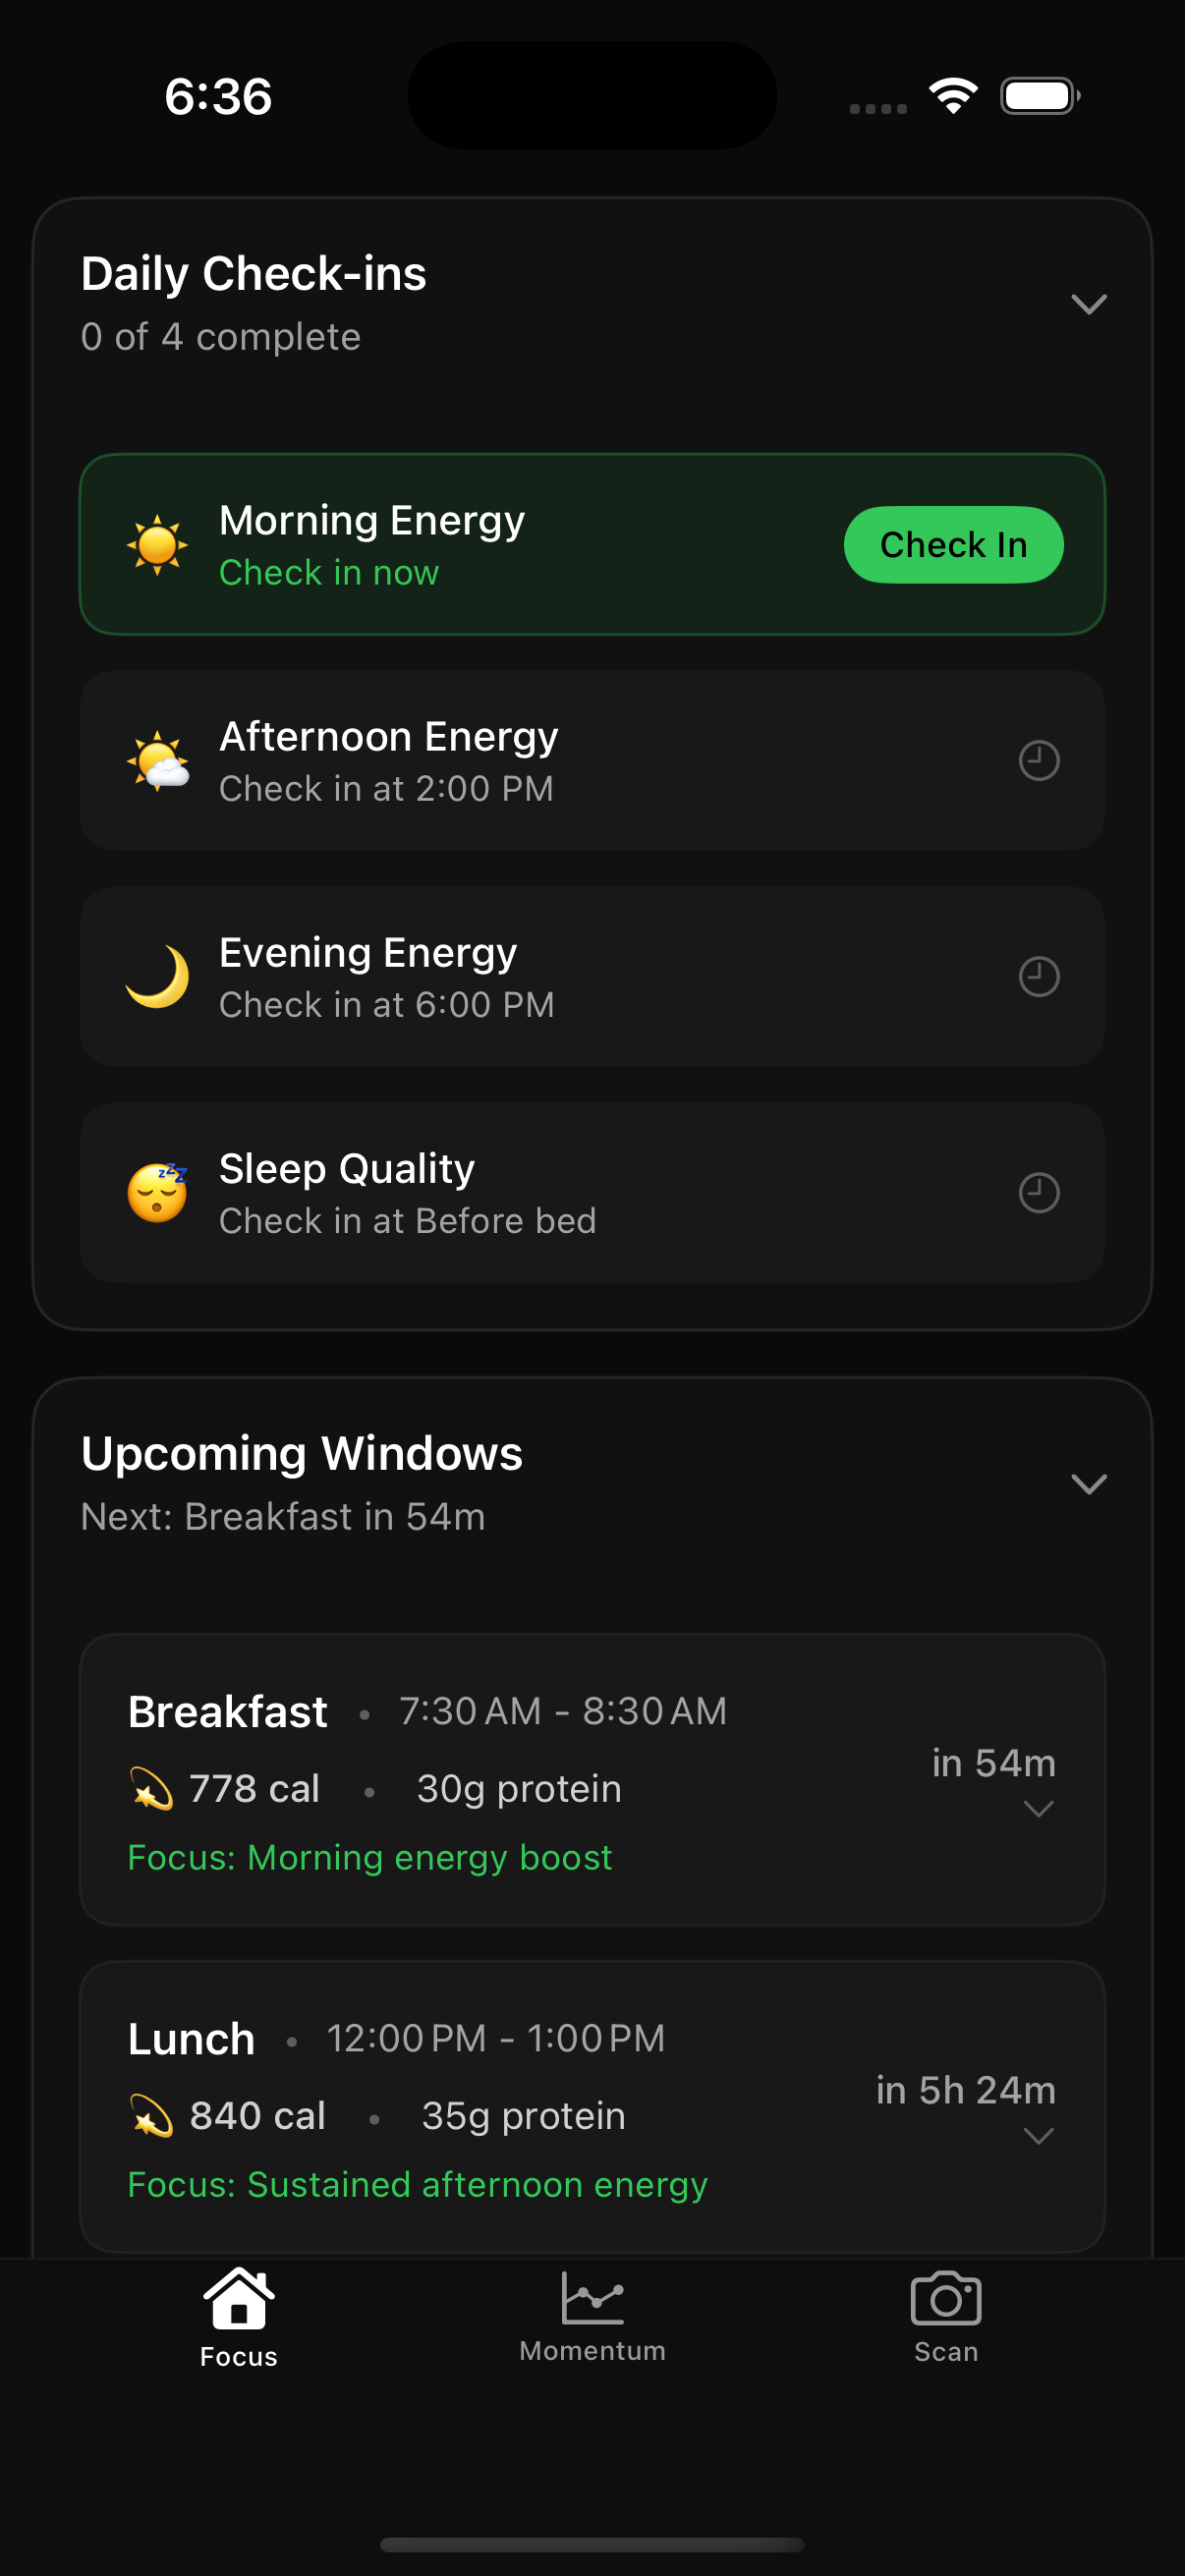 6:36
Daily Check-ins
0 of 4 complete
Morning Energy
Check in now
Check In
Afternoon Energy
Check in at 2:00 PM
Evening Energy
Check in at 6:00 PM
Sleep Quality
Check in at Before bed
Upcoming Windows
Next: Breakfast in 54m
Breakfast • 7:30 AM - 8:30 AM
in 54m
778 cal • 30g protein
Focus: Morning energy boost
Lunch • 12:00 PM - 1:00 PM
in 5h 24m
840 cal • 35g protein
Focus: Sustained afternoon energy
Focus
Momentum
Scan